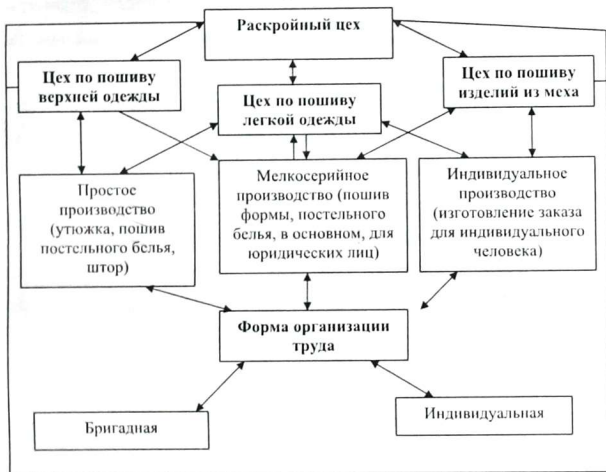 Раскройный цех
Цех по пошиву
верхней одежды
Цех по пошиву
легкой одежды
Цех по пошиву
изделий из меха
Простое
производство
(утюжка, пошив
постельного белья,
штор)
Мелкосерийное
производство (пошив
формы, постельного
белья, в основном, для
юридических лиц)
Индивидуальное
производство
(изготовление заказа
для индивидуального
человека)
Форма организации
труда
Бригадная
Индивидуальная